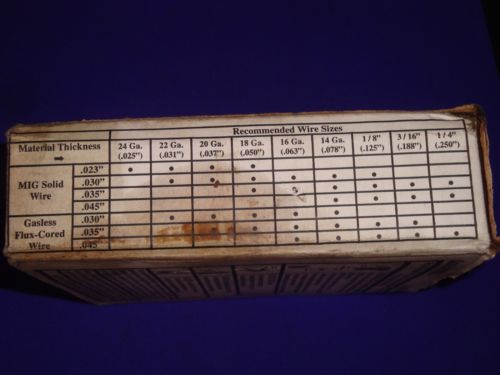 Recommended Wire Sizes
Material Thickness 24 Ga. 22 Ga. 20 Ga. 18 Ga. 16 Ga. 14 Ga. 1/8" 3/16" 1/4"
(.025") (.031") (.037") (.050") (.063") (.078") (.125") (.188") (.250")
MIG Solid Wire
.023"
.030"
.035"
.045"
Gasless Flux-Cored Wire
.030"
.035"
.045"